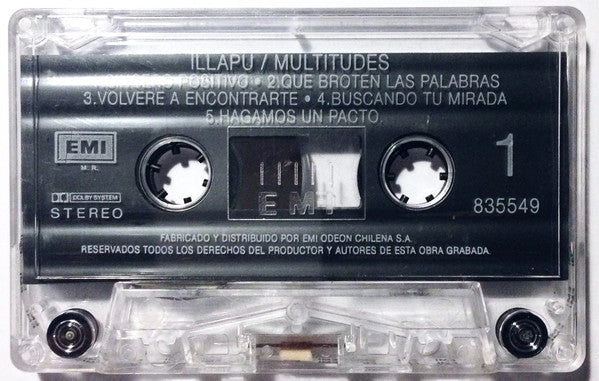 ILLAPU / MULTITUDES
POSITIVO • 2.QUE BROTEN LAS PALABRAS
3.VOLVERE A ENCONTRARTE • 4.BUSCANDO TU MIRADA
5.HAGAMOS UN PACTO.
EMI
M. R.
1
DOLBY SYSTEM
STEREO
EMI
835549
FABRICADO Y DISTRIBUIDO POR EMI ODEON CHILENA S.A.
RESERVADOS TODOS LOS DERECHOS DEL PRODUCTOR Y AUTORES DE ESTA OBRA GRABADA.